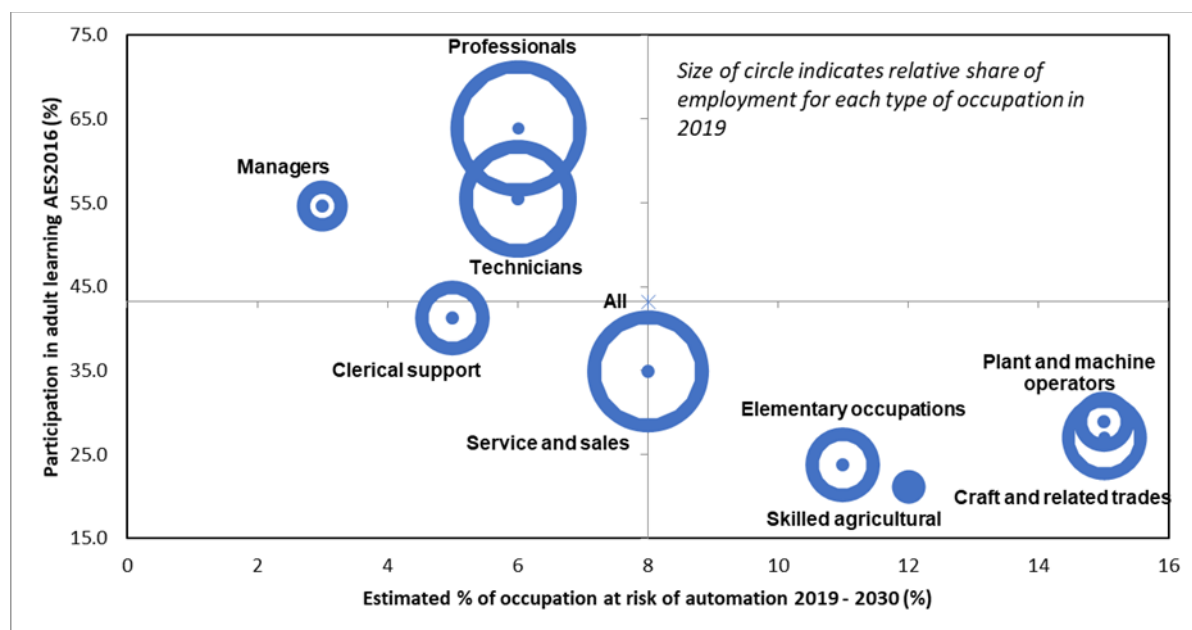 75.0
65.0
55.0
45.0
35.0
25.0
15.0
Participation in adult learning AES2016 (%)
Professionals
Size of circle indicates relative share of
employment for each type of occupation in
2019
Managers
Technicians
All
Clerical support
Plant and machine
operators
Elementary occupations
Service and sales
Craft and related trades
Skilled agricultural
0
2
4
6
8
10
12
14
16
Estimated % of occupation at risk of automation 2019 - 2030 (%)